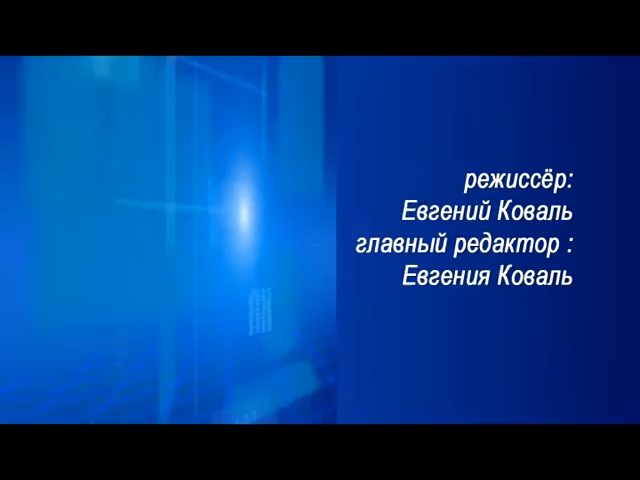 режиссёр:
Евгений Коваль
главный редактор :
Евгения Коваль